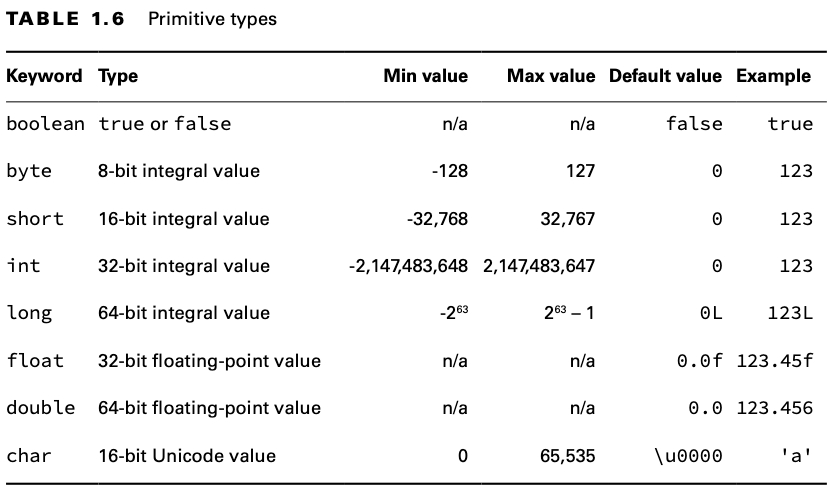 TABLE 1.6 Primitive types
Keyword Type Min value Max value Default value Example
boolean true or false n/a n/a false true
byte 8-bit integral value -128 127 0 123
short 16-bit integral value -32,768 32,767 0 123
int 32-bit integral value -2,147,483,648 2,147,483,647 0 123
long 64-bit integral value -2⁶³ 2⁶³ – 1 0L 123L
float 32-bit floating-point value n/a n/a 0.0f 123.45f
double 64-bit floating-point value n/a n/a 0.0 123.456
char 16-bit Unicode value 0 65,535 \u0000 'a'